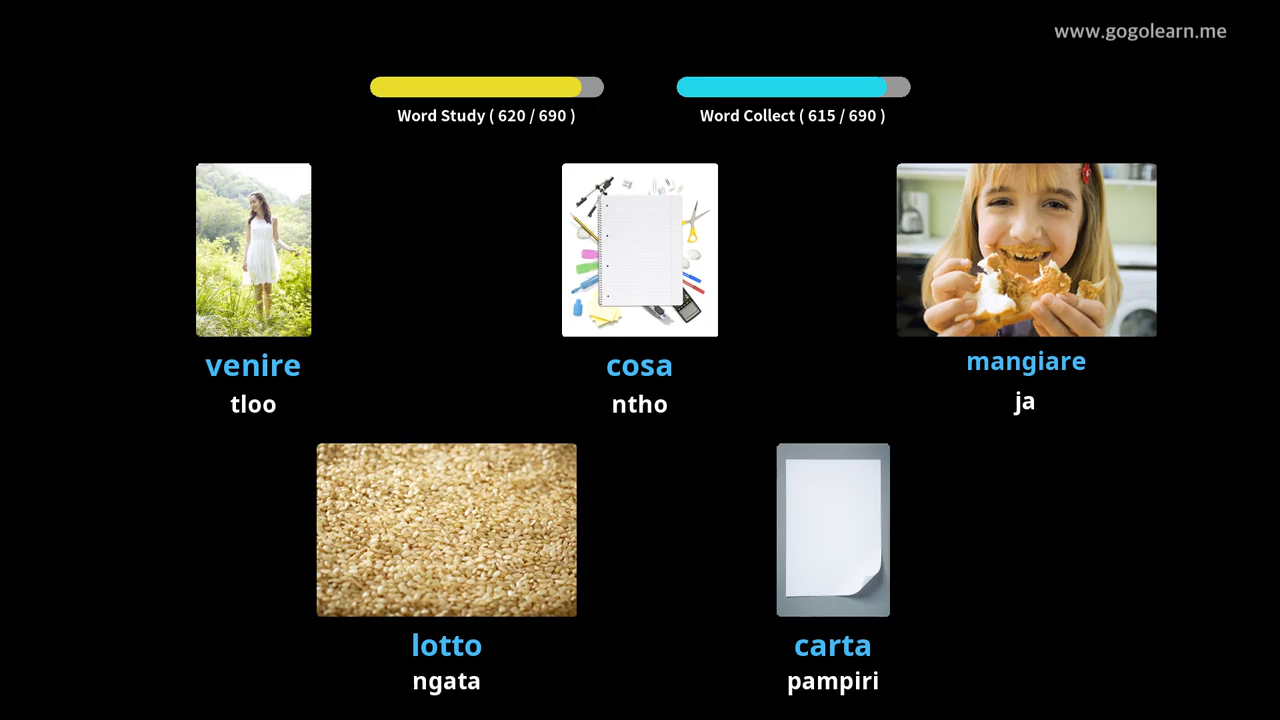 www.gogolearn.me
Word Study ( 620 / 690 )
Word Collect ( 615 / 690 )
venire
tloo
cosa
ntho
mangiare
ja
lotto
ngata
carta
pampiri